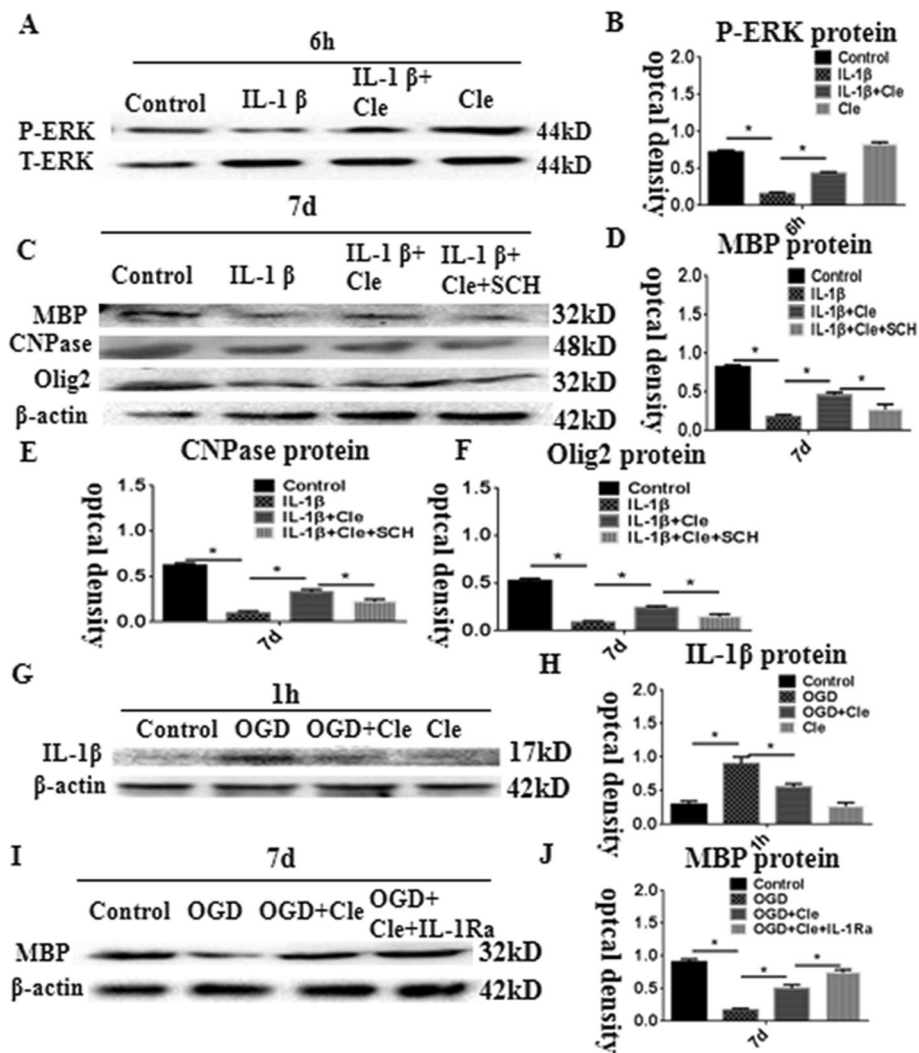 A
6h
Control IL-1 β IL-1 β+ Cle Cle
P-ERK 44kD
T-ERK 44kD
B
P-ERK protein
optcal density
2.0
1.5
1.0
0.5
0.0
Control
IL-1β
IL-1β+Cle
Cle
* *
6h
7d
C
Control IL-1 β IL-1 β+ Cle IL-1 β+ Cle+SCH
MBP 32kD
CNPase 48kD
Olig2 32kD
β-actin 42kD
D
MBP protein
optcal density
2.0
1.5
1.0
0.5
0.0
Control
IL-1β
IL-1β+Cle
IL-1β+Cle+SCH
* * *
7d
E
CNPase protein
optcal density
1.5
1.0
0.5
0.0
Control
IL-1β
IL-1β+Cle
IL-1β+Cle+SCH
* * *
7d
F
Olig2 protein
optcal density
1.5
1.0
0.5
0.0
Control
IL-1β
IL-1β+Cle
IL-1β+Cle+SCH
* * *
7d
G
1h
Control OGD OGD+Cle Cle
IL-1β 17kD
β-actin 42kD
H
IL-1β protein
optcal density
2.0
1.5
1.0
0.5
0.0
Control
OGD
OGD+Cle
Cle
* *
1h
I
7d
Control OGD OGD+Cle OGD+ Cle+IL-1Ra
MBP 32kD
β-actin 42kD
J
MBP protein
optcal density
2.0
1.5
1.0
0.5
0.0
Control
OGD
OGD+Cle
OGD+Cle+IL-1Ra
* * *
7d